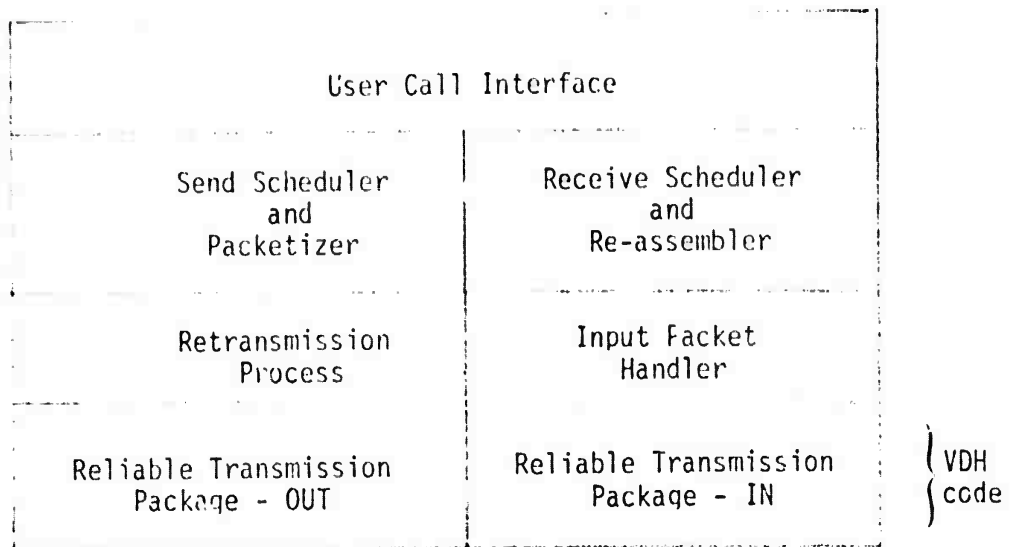 User Call Interface
Send Scheduler
and
Packetizer
Receive Scheduler
and
Re-assembler
Retransmission
Process
Input Packet
Handler
Reliable Transmission
Package - OUT
Reliable Transmission
Package - IN
VDH
code